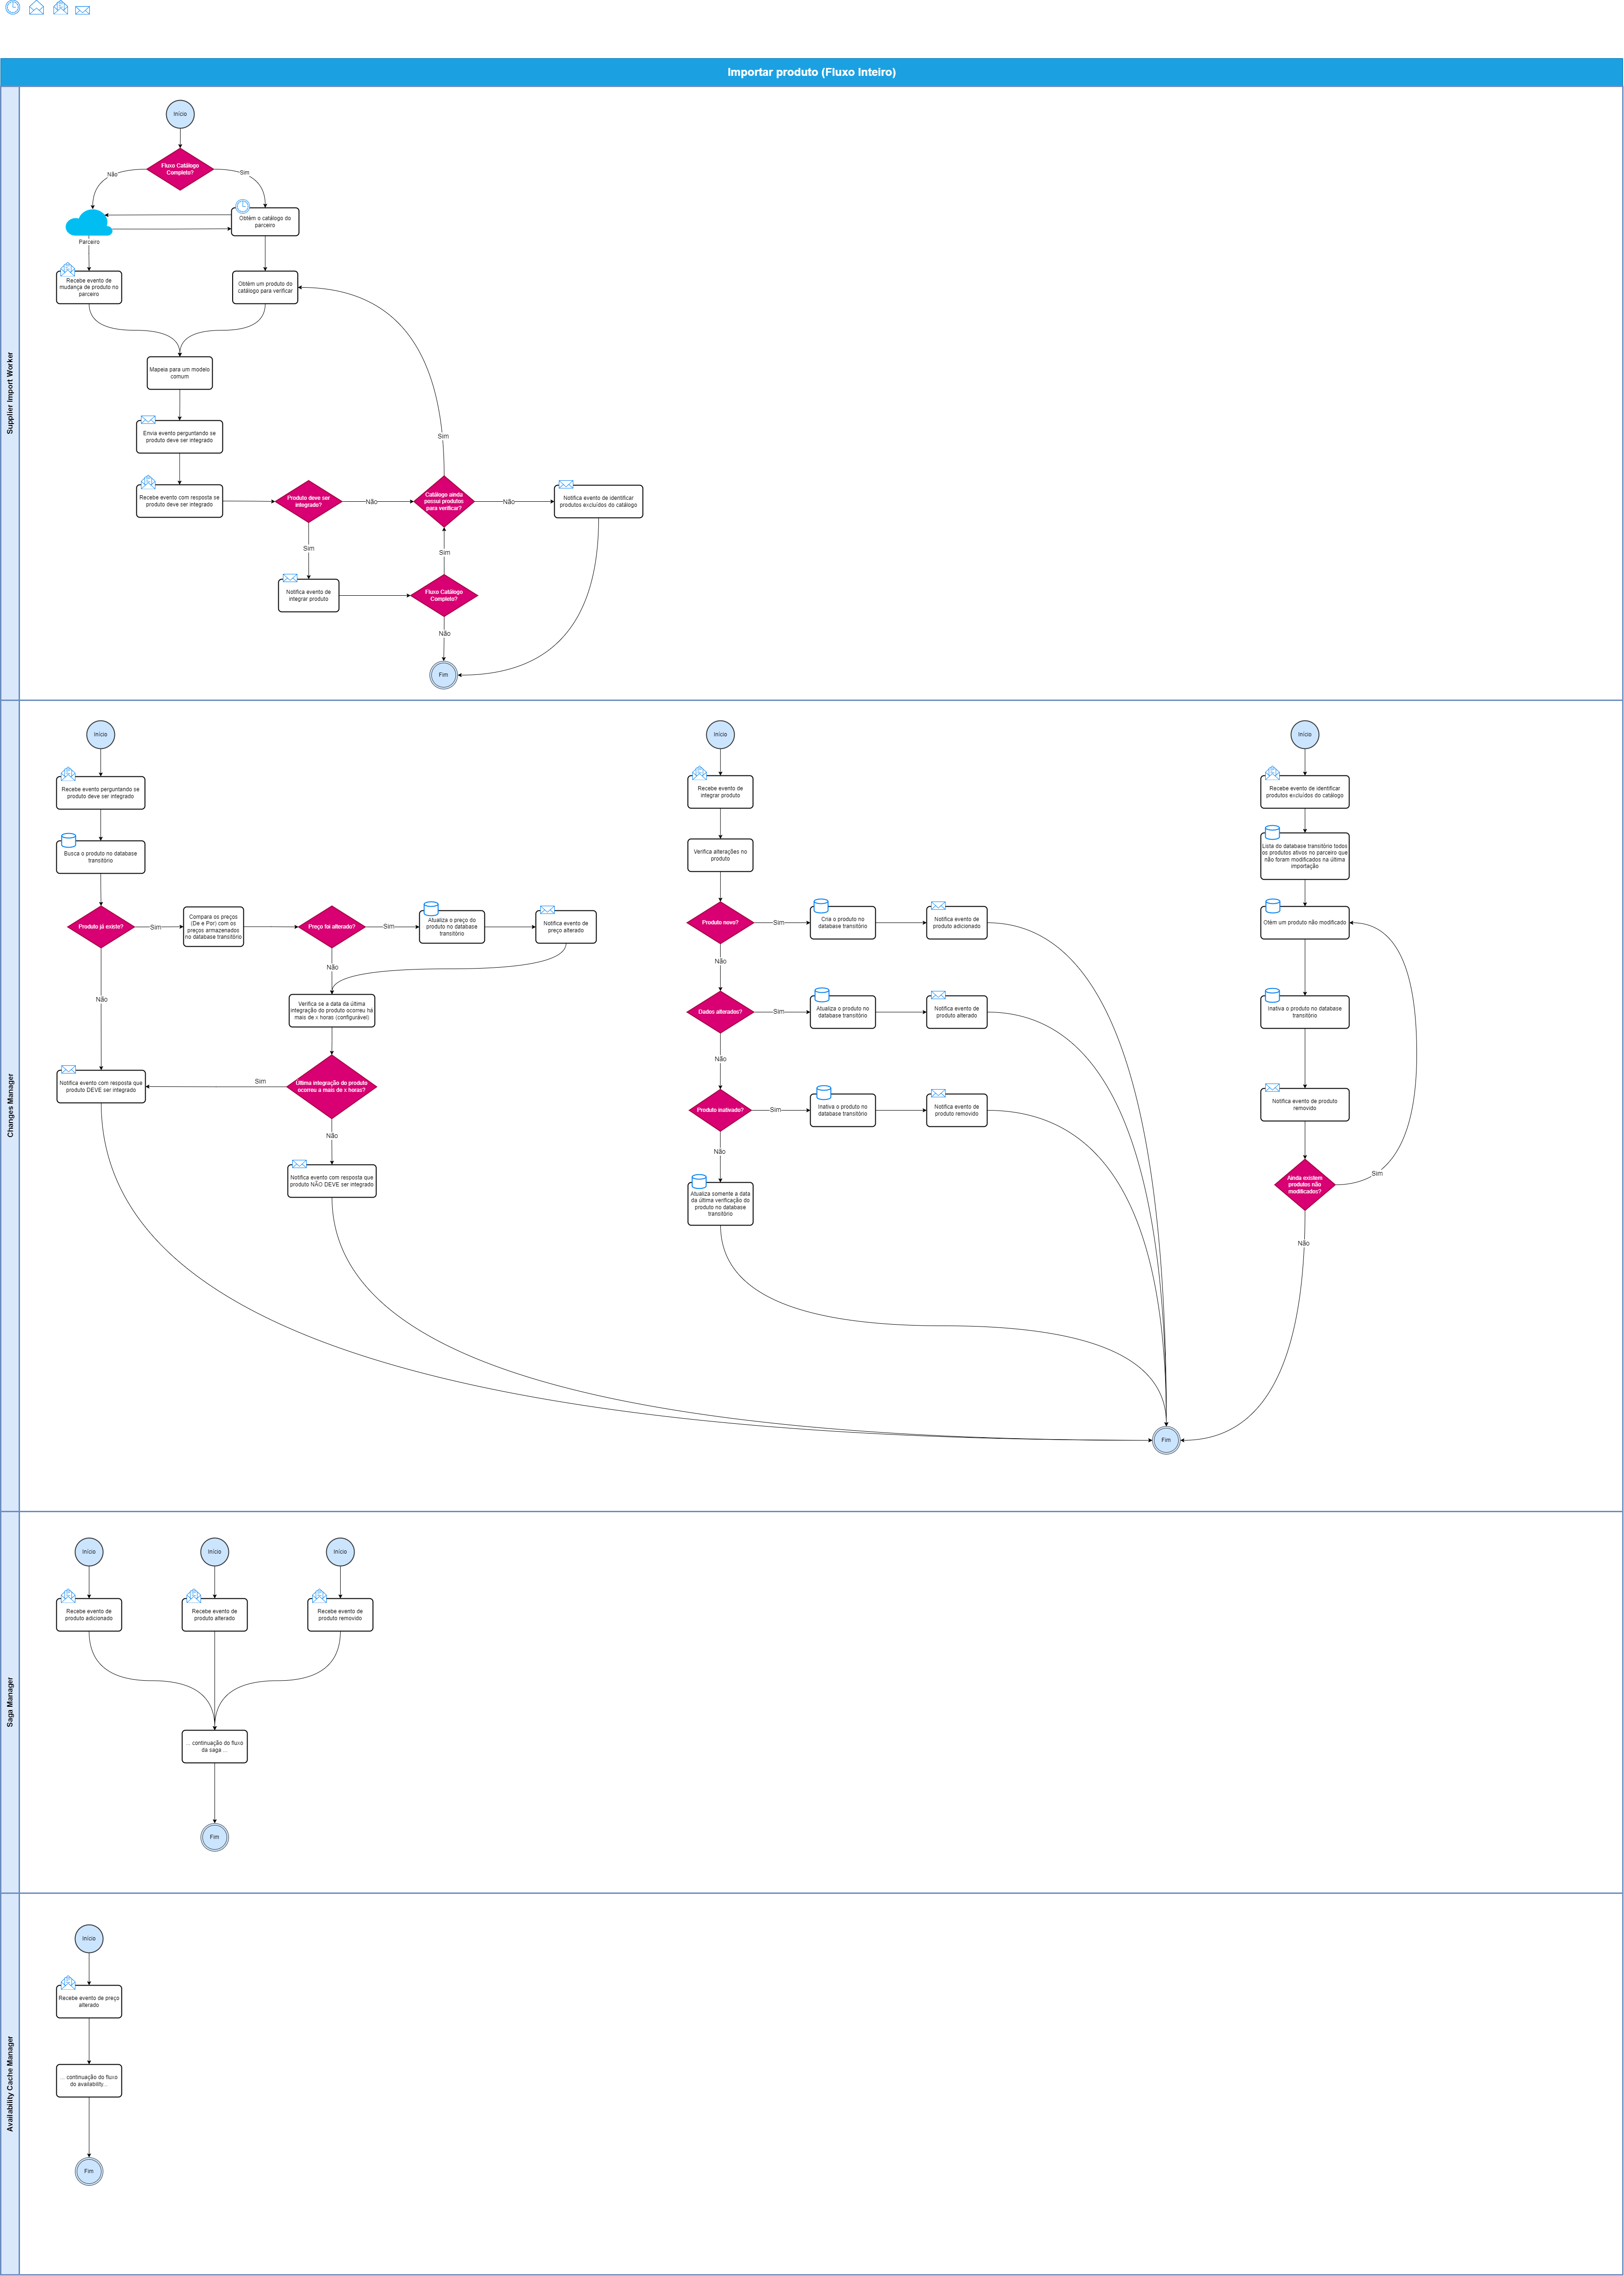 Importar produto (Fluxo Inteiro)
Supplier Import Worker
Início
Fluxo Catálogo
Completo?
Não
Sim
Obtém o catálogo do
parceiro
Parceiro
Recebe evento de
mudança de produto no
parceiro
Obtém um produto do
catálogo para verificar
Mapeia para um modelo
comum
Envia evento perguntando se
produto deve ser integrado
Sim
Recebe evento com resposta se
produto deve ser integrado
Produto deve ser
integrado?
Não
Catálogo ainda
possui produtos
para verificar?
Não
Notifica evento de identificar
produtos excluídos do catálogo
Sim
Sim
Notifica evento de
integrar produto
Fluxo Catálogo
Completo?
Não
Fim
Changes Manager
Início
Recebe evento perguntando se
produto deve ser integrado
Busca o produto no database
transitório
Produto já existe?
Sim
Compara os preços
(De e Por) com os
preços armazenados
no database transitório
Preço foi alterado?
Sim
Atualiza o preço do
produto no database
transitório
Notifica evento de
preço alterado
Não
Não
Verifica se a data da última
integração do produto ocorreu há
mais de x horas (configurável)
Última integração do produto
ocorreu a mais de x horas?
Sim
Notifica evento com resposta que
produto DEVE ser integrado
Não
Notifica evento com resposta que
produto NÃO DEVE ser integrado
Início
Recebe evento de
integrar produto
Verifica alterações no
produto
Produto novo?
Sim
Cria o produto no
database transitório
Notifica evento de
produto adicionado
Não
Dados alterados?
Sim
Atualiza o produto no
database transitório
Notifica evento de
produto alterado
Não
Produto inativado?
Sim
Inativa o produto no
database transitório
Notifica evento de
produto removido
Não
Atualiza somente a data
da última verificação do
produto no database
transitório
Início
Recebe evento de identificar
produtos excluídos do catálogo
Lista do database transitório todos
os produtos ativos no parceiro que
não foram modificados na última
importação
Otém um produto não modificado
Inativa o produto no database
transitório
Notifica evento de produto
removido
Ainda existem
produtos não
modificados?
Sim
Não
Fim
Saga Manager
Início
Início
Início
Recebe evento de
produto adicionado
Recebe evento de
produto alterado
Recebe evento de
produto removido
... continuação do fluxo
da saga ...
Fim
Availability Cache Manager
Início
Recebe evento de preço
alterado
... continuação do fluxo
do availability...
Fim